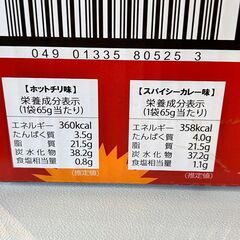 049 01335 80525 3
【ホットチリ味】
栄養成分表示
(1袋65g当たり)
エネルギー 360kcal
たんぱく質 3.5g
脂質 21.5g
炭水化物 38.2g
食塩相当量 0.8g
(推定値)
【スパイシーカレー味】
栄養成分表示
(1袋65g当たり)
エネルギー 358kcal
たんぱく質 4.0g
脂質 21.5g
炭水化物 37.2g
食塩相当量 1.1g
(推定値)